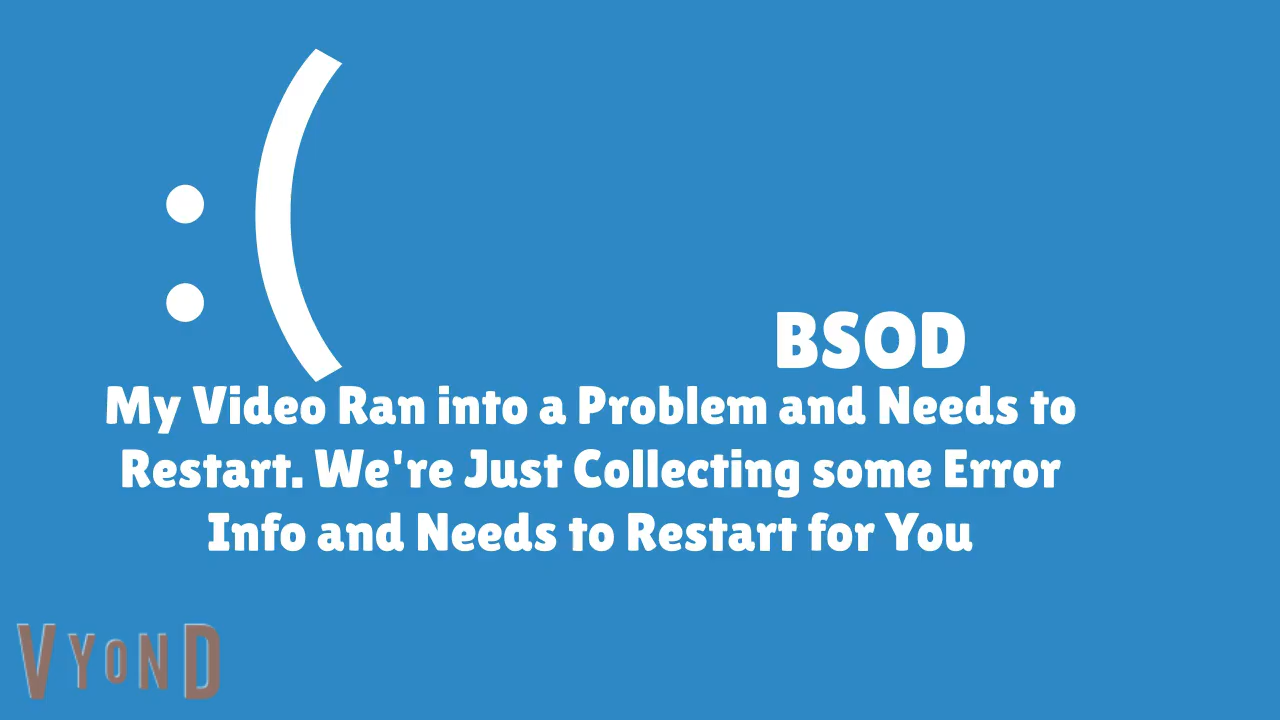 :(
BSOD
My Video Ran into a Problem and Needs to
Restart. We're Just Collecting some Error
Info and Needs to Restart for You
VYOND